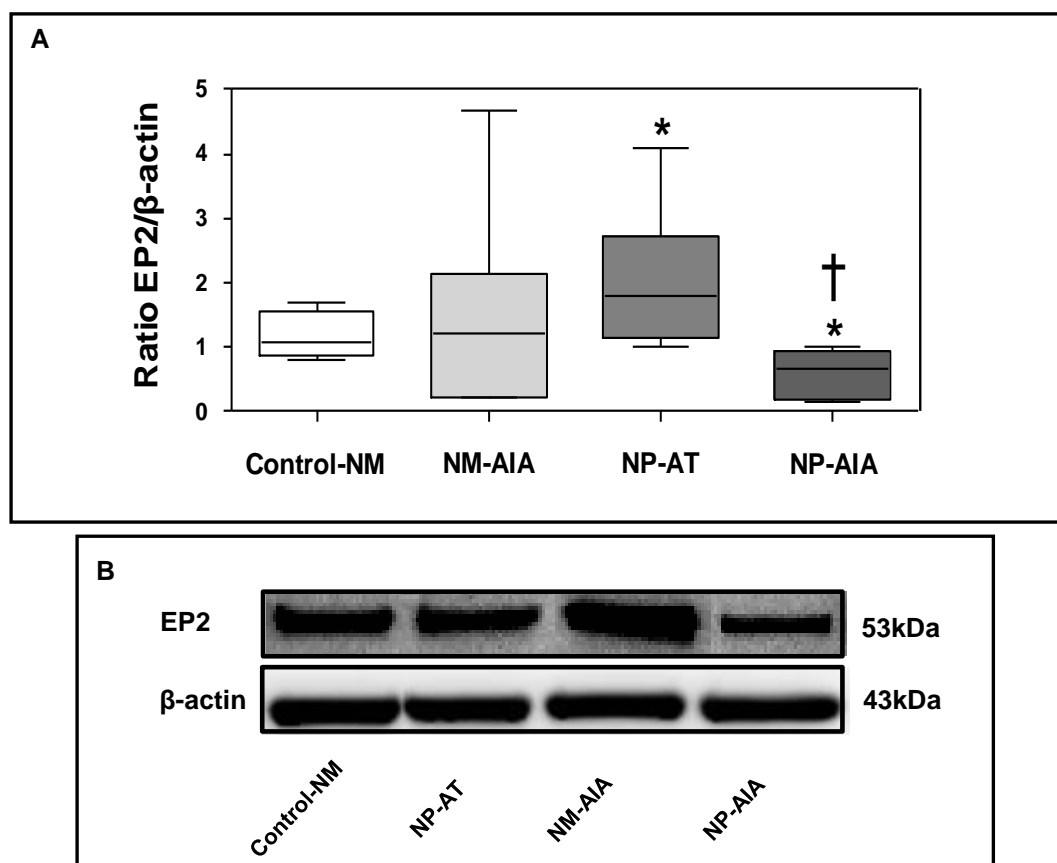 A
Ratio EP2/β-actin
5
4
3
2
1
0
*
†
*
Control-NM NM-AIA NP-AT NP-AIA
B
EP2 53kDa
β-actin 43kDa
Control-NM NP-AT NM-AIA NP-AIA